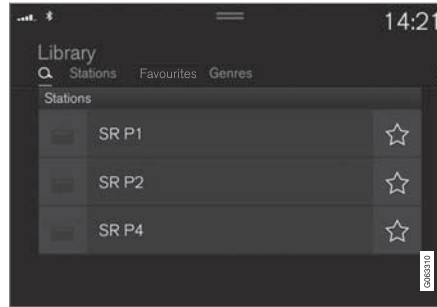 14:21
Library
Stations Favourites Genres
Stations
SR P1
SR P2
SR P4
G063310